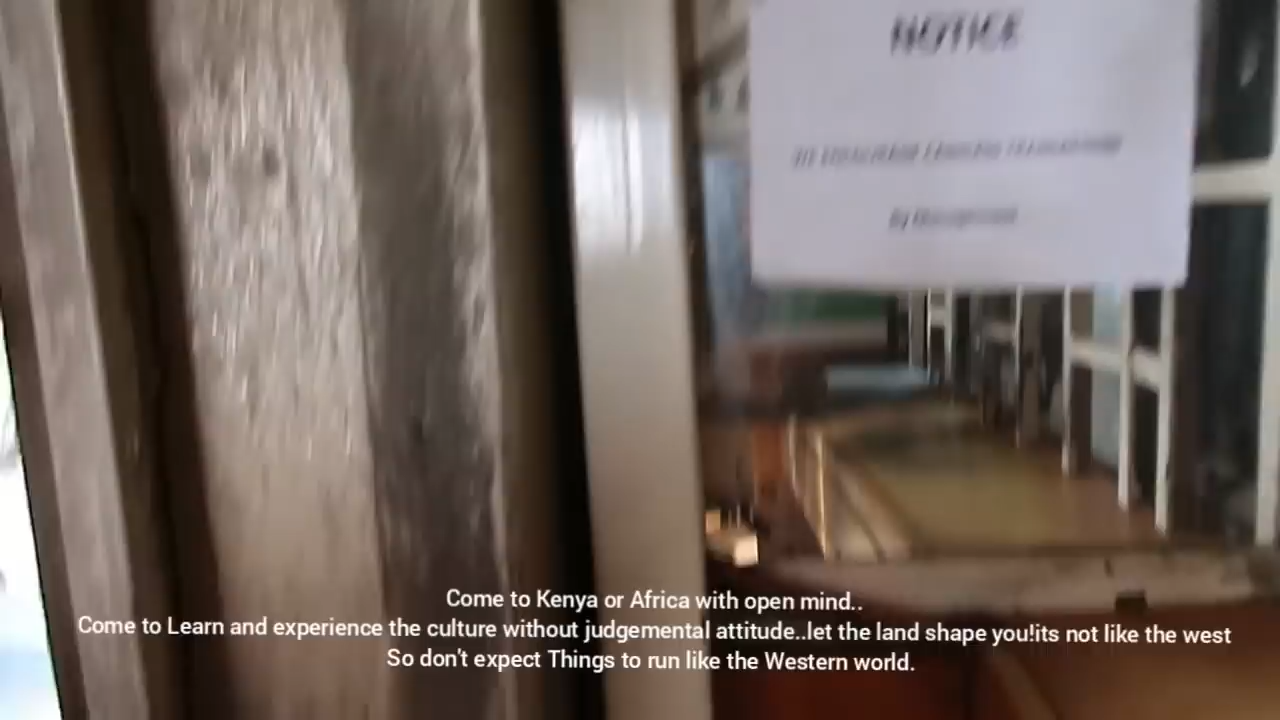 NOTICE
Come to Kenya or Africa with open mind..
Come to Learn and experience the culture without judgemental attitude..let the land shape you!its not like the west
So don't expect Things to run like the Western world.